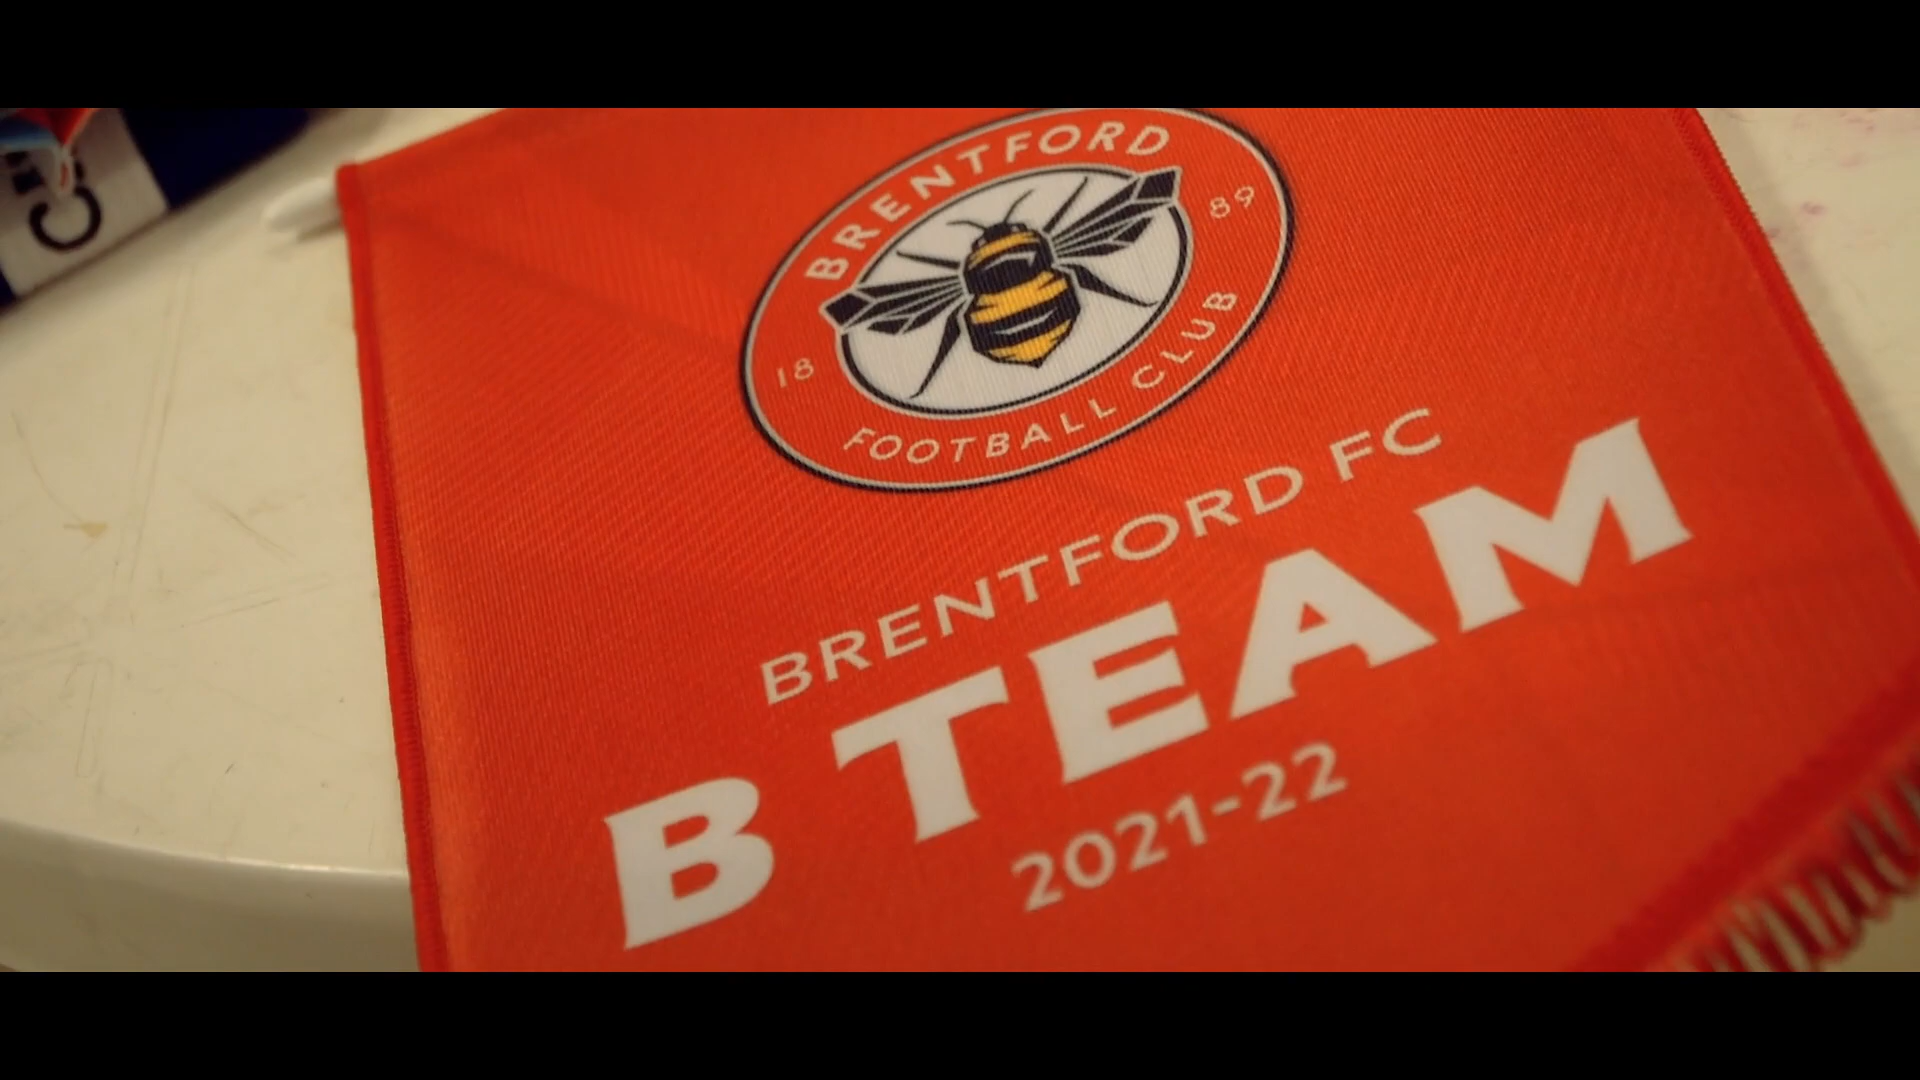 BRENTFORD
18 89
FOOTBALL CLUB
BRENTFORD FC
B TEAM
2021-22